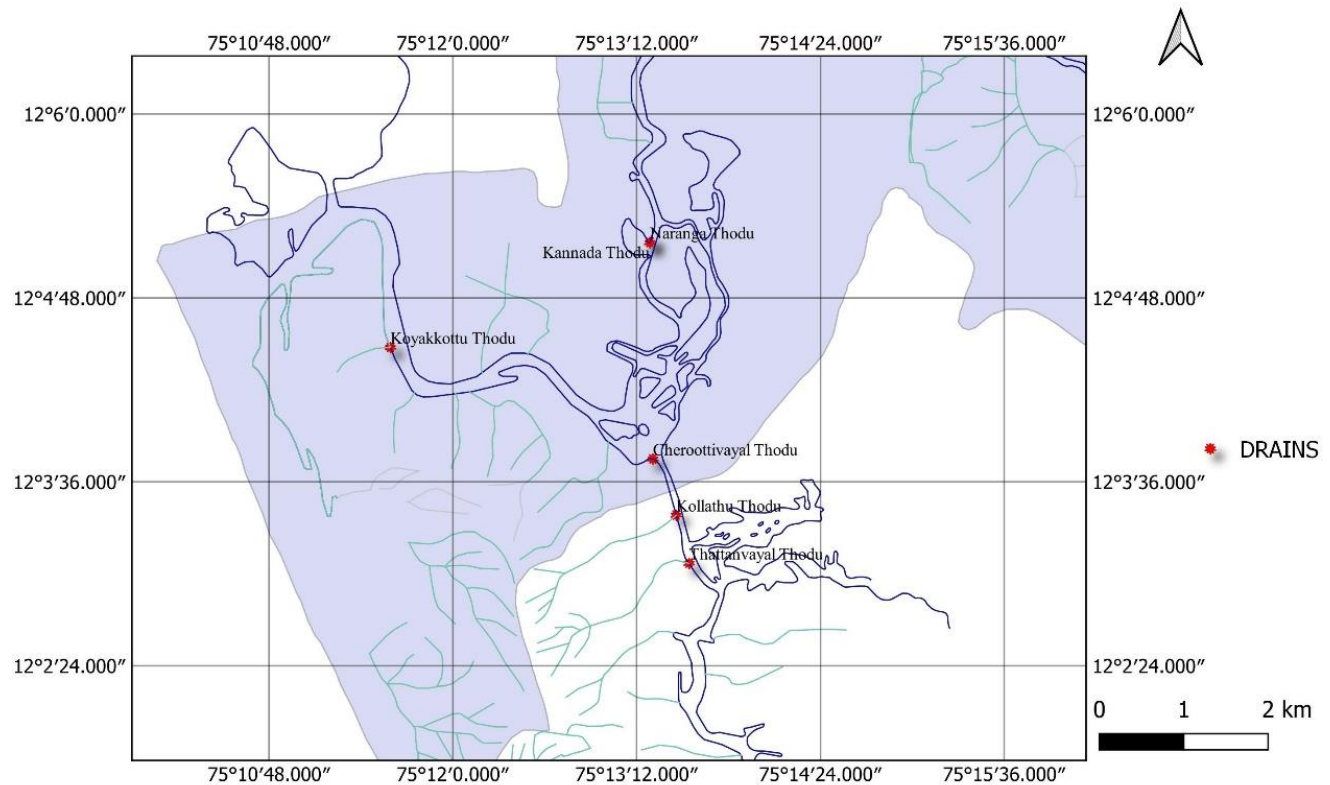 75°10′48.000″ 75°12′0.000″ 75°13′12.000″ 75°14′24.000″ 75°15′36.000″
12°6′0.000″ 12°6′0.000″
Naranga Thodu
Kannada Thodu
12°4′48.000″ 12°4′48.000″
Koyakkottu Thodu
Cheroottivayal Thodu
DRAINS
12°3′36.000″ 12°3′36.000″
Kollathu Thodu
Thattanvayal Thodu
12°2′24.000″ 12°2′24.000″
0 1 2 km
75°10′48.000″ 75°12′0.000″ 75°13′12.000″ 75°14′24.000″ 75°15′36.000″